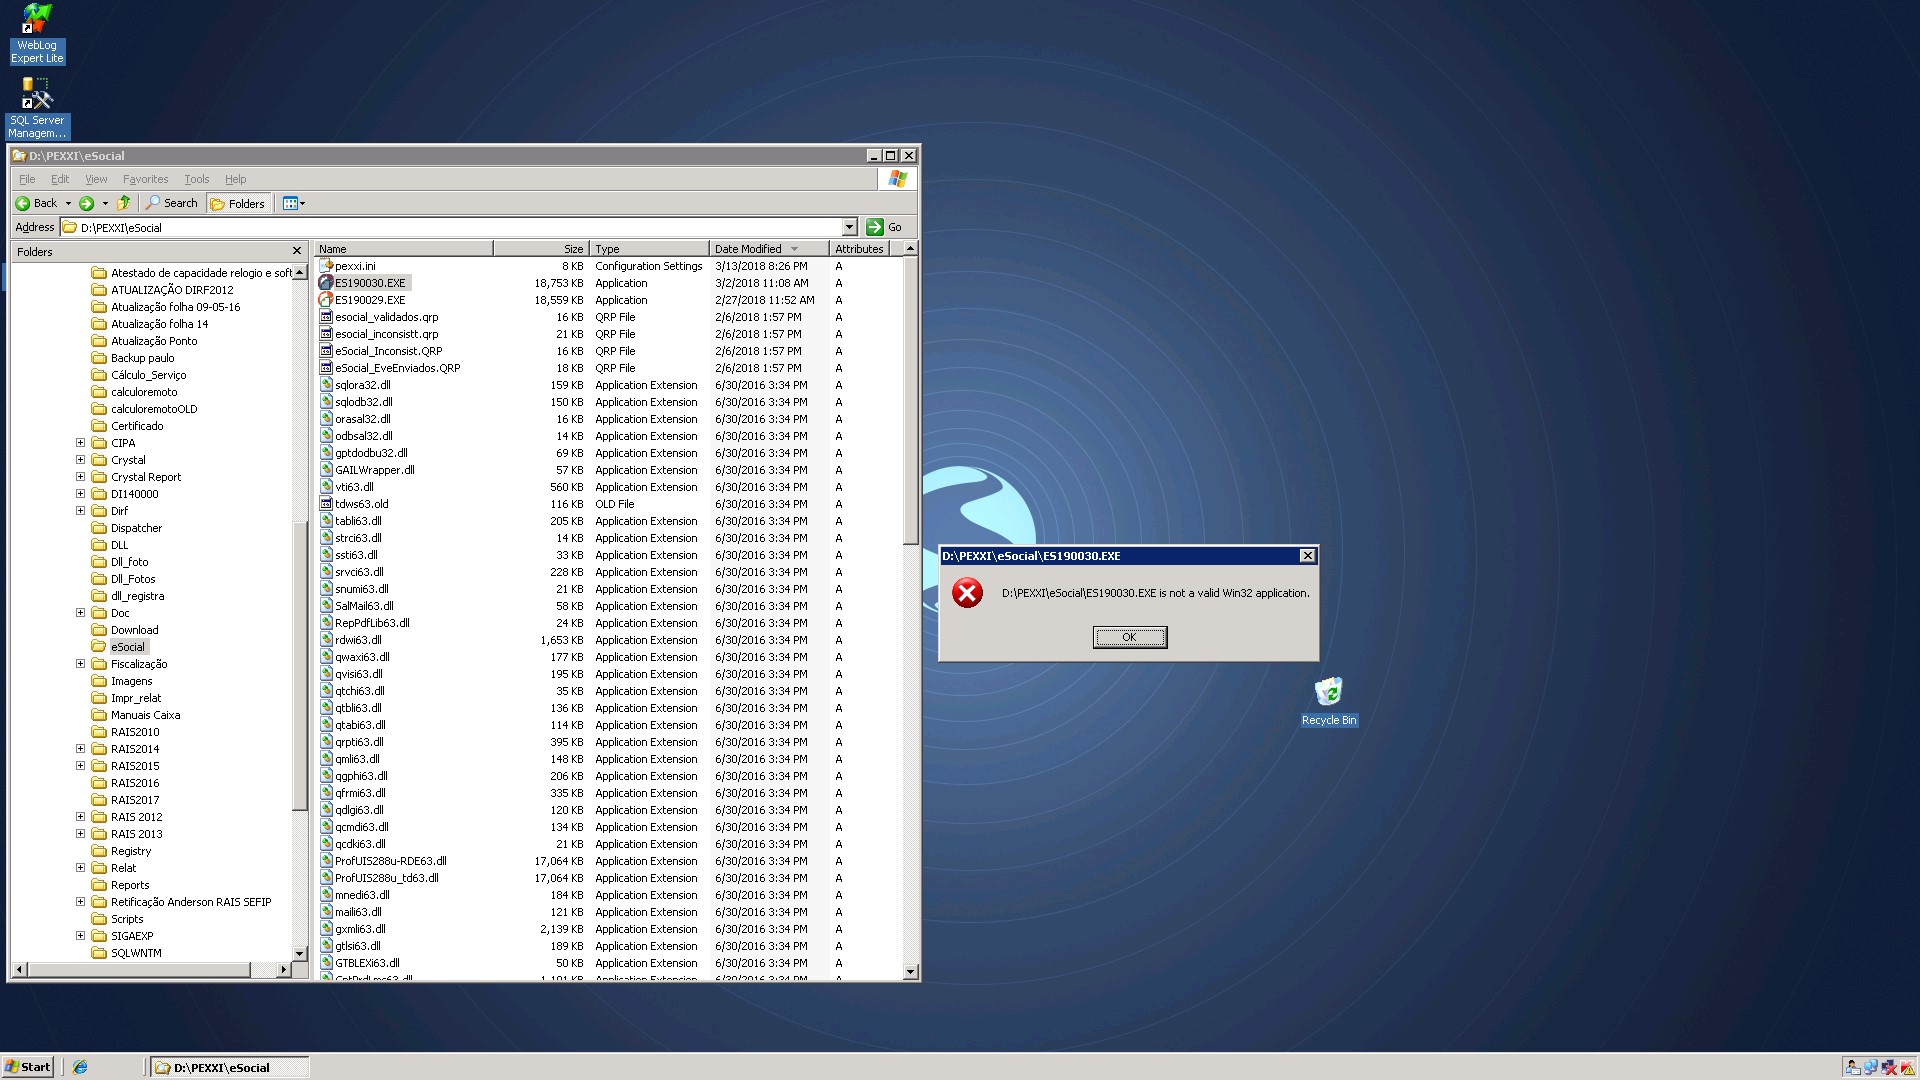 WebLog
Expert Lite
SQL Server
Managem...
D:\PEXXI\eSocial
File Edit View Favorites Tools Help
Back Search Folders
Address D:\PEXXI\eSocial Go
Folders
Atestado de capacidade relogio e soft
ATUALIZAÇÃO DIRF2012
Atualização folha 09-05-16
Atualização folha 14
Atualização Ponto
Backup paulo
Cálculo_Serviço
calculoremoto
calculoremotoOLD
Certificado
CIPA
Crystal
Crystal Report
DI140000
Dirf
Dispatcher
DLL
Dll_foto
Dll_Fotos
dll_registra
Doc
Download
eSocial
Fiscalização
Imagens
Impr_relat
Manuais Caixa
RAIS2010
RAIS2014
RAIS2015
RAIS2016
RAIS2017
RAIS 2012
RAIS 2013
Registry
Relat
Reports
Retificação Anderson RAIS SEFIP
Scripts
SIGAEXP
SQLWNTM
Name Size Type Date Modified Attributes
pexxi.ini 8 KB Configuration Settings 3/13/2018 8:26 PM A
ES190030.EXE 18,753 KB Application 3/2/2018 11:08 AM A
ES190029.EXE 18,559 KB Application 2/27/2018 11:52 AM A
esocial_validados.qrp 16 KB QRP File 2/6/2018 1:57 PM A
esocial_inconsistt.qrp 21 KB QRP File 2/6/2018 1:57 PM A
eSocial_Inconsist.QRP 16 KB QRP File 2/6/2018 1:57 PM A
eSocial_EveEnviados.QRP 18 KB QRP File 2/6/2018 1:57 PM A
sqlora32.dll 159 KB Application Extension 6/30/2016 3:34 PM A
sqlodb32.dll 150 KB Application Extension 6/30/2016 3:34 PM A
orasal32.dll 16 KB Application Extension 6/30/2016 3:34 PM A
odbsal32.dll 14 KB Application Extension 6/30/2016 3:34 PM A
gptdodbu32.dll 69 KB Application Extension 6/30/2016 3:34 PM A
GAILWrapper.dll 57 KB Application Extension 6/30/2016 3:34 PM A
vti63.dll 560 KB Application Extension 6/30/2016 3:34 PM A
tdws63.old 116 KB OLD File 6/30/2016 3:34 PM A
tabli63.dll 205 KB Application Extension 6/30/2016 3:34 PM A
strci63.dll 14 KB Application Extension 6/30/2016 3:34 PM A
ssti63.dll 33 KB Application Extension 6/30/2016 3:34 PM A
srvci63.dll 228 KB Application Extension 6/30/2016 3:34 PM A
snumi63.dll 21 KB Application Extension 6/30/2016 3:34 PM A
SalMail63.dll 58 KB Application Extension 6/30/2016 3:34 PM A
RepPdfLib63.dll 24 KB Application Extension 6/30/2016 3:34 PM A
rdwi63.dll 1,653 KB Application Extension 6/30/2016 3:34 PM A
qwaxi63.dll 177 KB Application Extension 6/30/2016 3:34 PM A
qvisi63.dll 195 KB Application Extension 6/30/2016 3:34 PM A
qtchi63.dll 35 KB Application Extension 6/30/2016 3:34 PM A
qtbli63.dll 136 KB Application Extension 6/30/2016 3:34 PM A
qtabi63.dll 114 KB Application Extension 6/30/2016 3:34 PM A
qrpti63.dll 395 KB Application Extension 6/30/2016 3:34 PM A
qmli63.dll 148 KB Application Extension 6/30/2016 3:34 PM A
qgphi63.dll 206 KB Application Extension 6/30/2016 3:34 PM A
qfrmi63.dll 335 KB Application Extension 6/30/2016 3:34 PM A
qdlgi63.dll 120 KB Application Extension 6/30/2016 3:34 PM A
qcmdi63.dll 134 KB Application Extension 6/30/2016 3:34 PM A
qcdki63.dll 21 KB Application Extension 6/30/2016 3:34 PM A
ProfUIS288u-RDE63.dll 17,064 KB Application Extension 6/30/2016 3:34 PM A
ProfUIS288u_td63.dll 17,064 KB Application Extension 6/30/2016 3:34 PM A
mnedi63.dll 184 KB Application Extension 6/30/2016 3:34 PM A
maili63.dll 121 KB Application Extension 6/30/2016 3:34 PM A
gxmli63.dll 2,139 KB Application Extension 6/30/2016 3:34 PM A
gtlsi63.dll 189 KB Application Extension 6/30/2016 3:34 PM A
GTBLEXi63.dll 50 KB Application Extension 6/30/2016 3:34 PM A
D:\PEXXI\eSocial\ES190030.EXE
D:\PEXXI\eSocial\ES190030.EXE is not a valid Win32 application.
OK
Recycle Bin
Start D:\PEXXI\eSocial